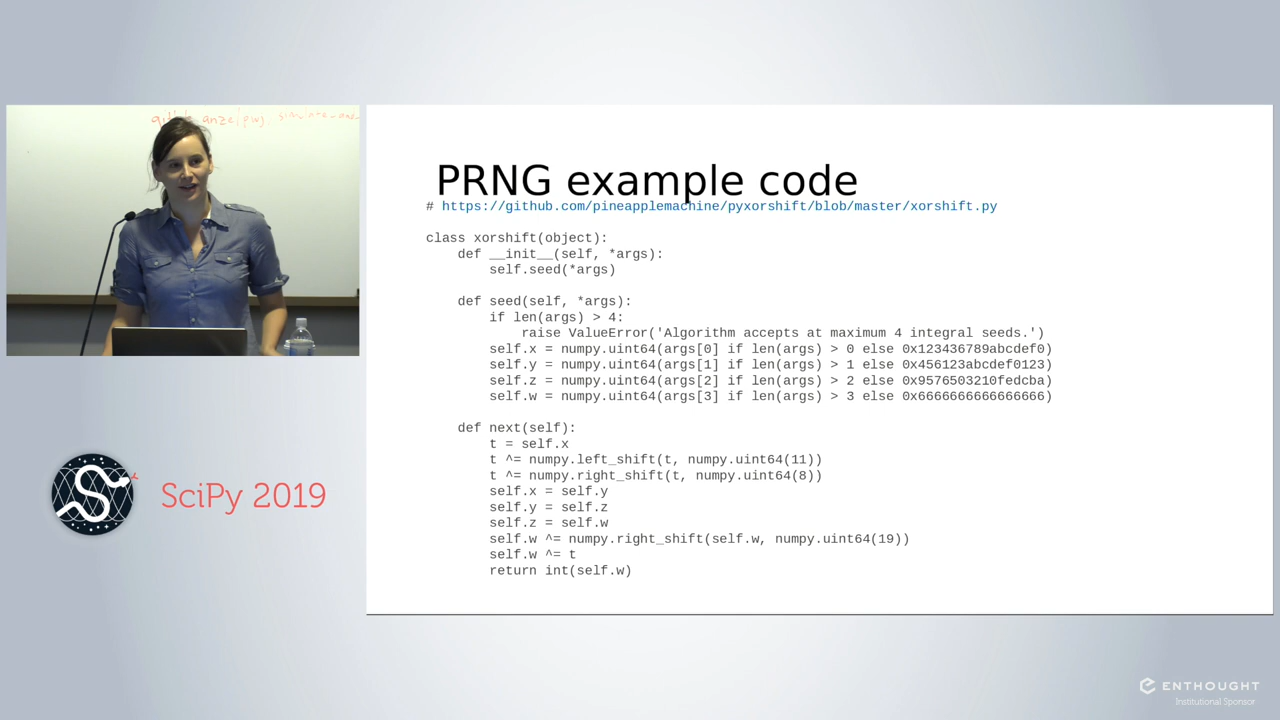 PRNG example code
# https://github.com/pineapplemachine/pyxorshift/blob/master/xorshift.py
class xorshift(object):
    def __init__(self, *args):
        self.seed(*args)
    def seed(self, *args):
        if len(args) > 4:
            raise ValueError('Algorithm accepts at maximum 4 integral seeds.')
        self.x = numpy.uint64(args[0] if len(args) > 0 else 0x123436789abcdef0)
        self.y = numpy.uint64(args[1] if len(args) > 1 else 0x456123abcdef0123)
        self.z = numpy.uint64(args[2] if len(args) > 2 else 0x9576503210fedcba)
        self.w = numpy.uint64(args[3] if len(args) > 3 else 0x6666666666666666)
    def next(self):
        t = self.x
        t ^= numpy.left_shift(t, numpy.uint64(11))
        t ^= numpy.right_shift(t, numpy.uint64(8))
        self.x = self.y
        self.y = self.z
        self.z = self.w
        self.w ^= numpy.right_shift(self.w, numpy.uint64(19))
        self.w ^= t
        return int(self.w)
SciPy 2019
ENTHOUGHT
Institutional Sponsor